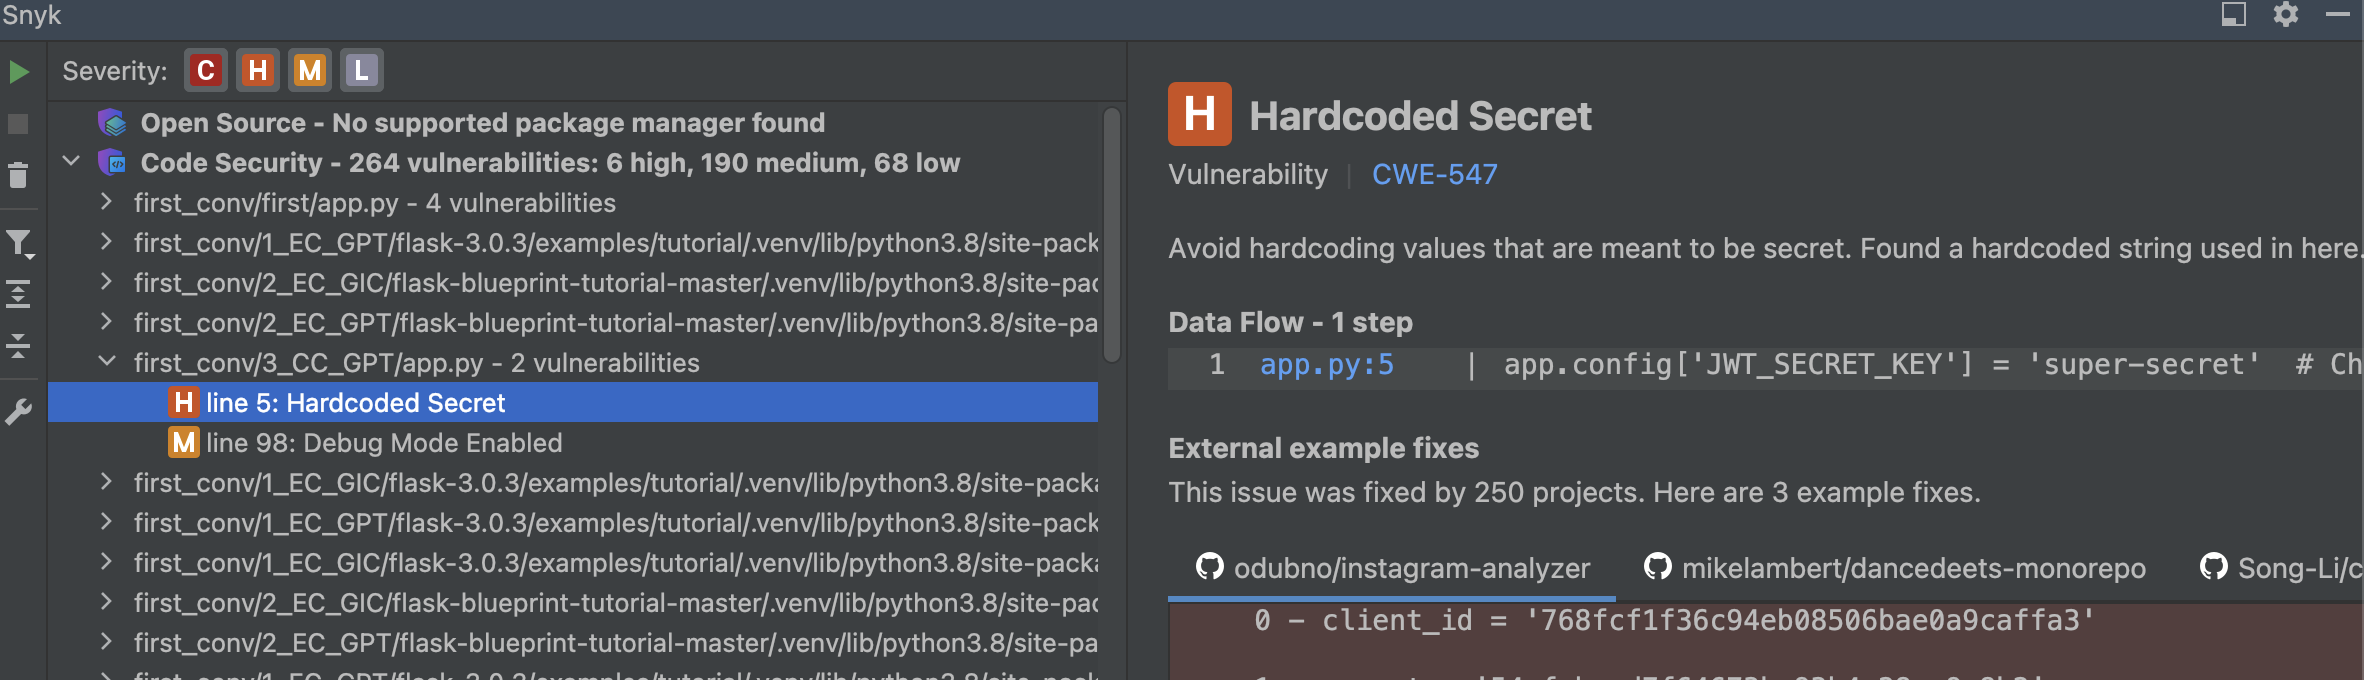 Snyk
Severity: C H M L
Open Source - No supported package manager found
Code Security - 264 vulnerabilities: 6 high, 190 medium, 68 low
first_conv/first/app.py - 4 vulnerabilities
first_conv/1_EC_GPT/flask-3.0.3/examples/tutorial/.venv/lib/python3.8/site-pack
first_conv/2_EC_GIC/flask-blueprint-tutorial-master/.venv/lib/python3.8/site-pac
first_conv/2_EC_GPT/flask-blueprint-tutorial-master/.venv/lib/python3.8/site-pa
first_conv/3_CC_GPT/app.py - 2 vulnerabilities
H line 5: Hardcoded Secret
M line 98: Debug Mode Enabled
first_conv/1_EC_GIC/flask-3.0.3/examples/tutorial/.venv/lib/python3.8/site-packa
first_conv/1_EC_GPT/flask-3.0.3/examples/tutorial/.venv/lib/python3.8/site-pack
first_conv/1_EC_GIC/flask-3.0.3/examples/tutorial/.venv/lib/python3.8/site-packa
first_conv/2_EC_GIC/flask-blueprint-tutorial-master/.venv/lib/python3.8/site-pac
first_conv/2_EC_GPT/flask-blueprint-tutorial-master/.venv/lib/python3.8/site-pa
H Hardcoded Secret
Vulnerability | CWE-547
Avoid hardcoding values that are meant to be secret. Found a hardcoded string used in here.
Data Flow - 1 step
1 app.py:5 | app.config['JWT_SECRET_KEY'] = 'super-secret' # Ch
External example fixes
This issue was fixed by 250 projects. Here are 3 example fixes.
odubno/instagram-analyzer mikelambert/dancedeets-monorepo Song-Li/c
0 - client_id = '768fcf1f36c94eb08506bae0a9caffa3'